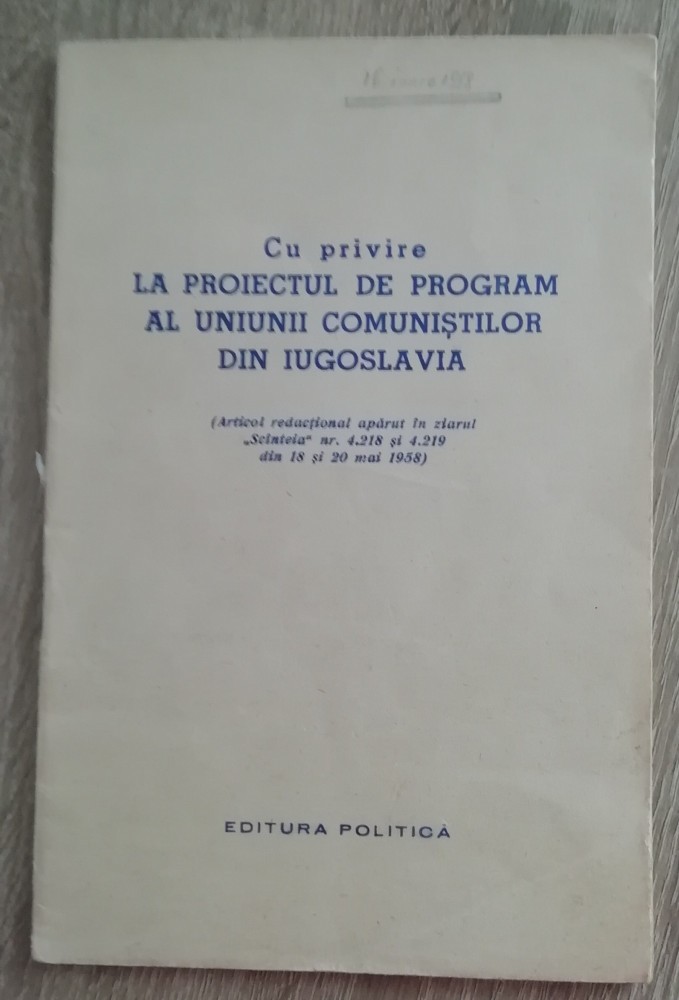 Cu privire
LA PROIECTUL DE PROGRAM
AL UNIUNII COMUNIȘTILOR
DIN IUGOSLAVIA
(Articol redacțional apărut în ziarul
„Scînteia" nr. 4.218 și 4.219
din 18 și 20 mai 1958)
EDITURA POLITICĂ